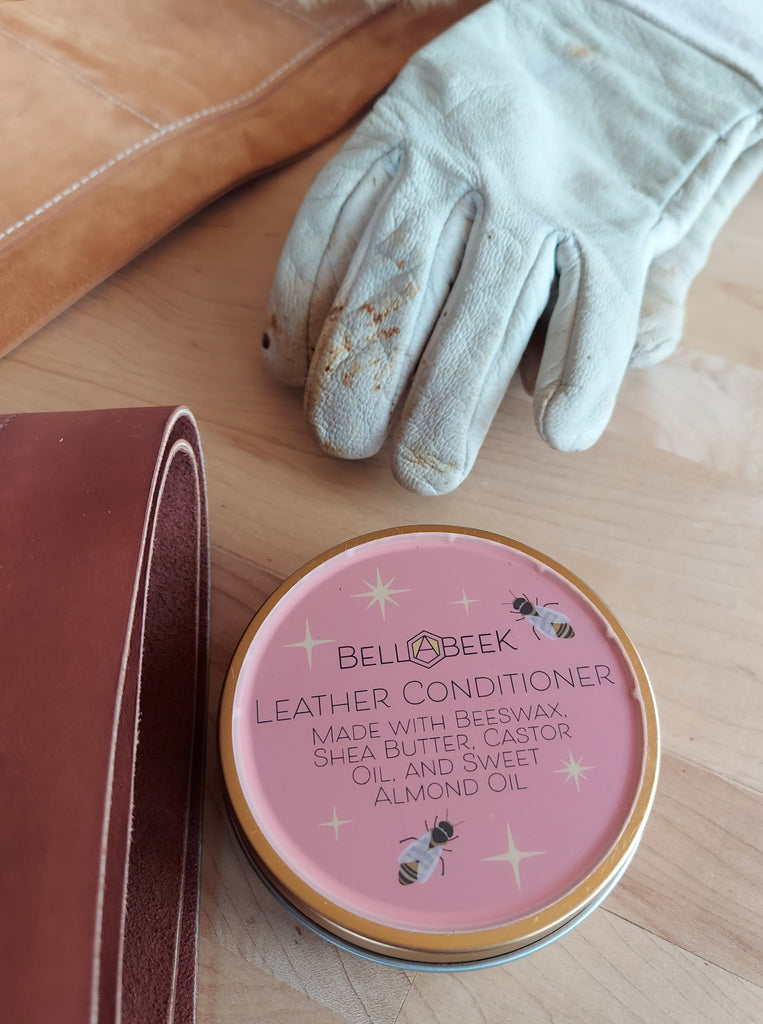 BELLABEEK
LEATHER CONDITIONER
MADE WITH BEESWAX,
SHEA BUTTER, CASTOR
OIL, AND SWEET
ALMOND OIL